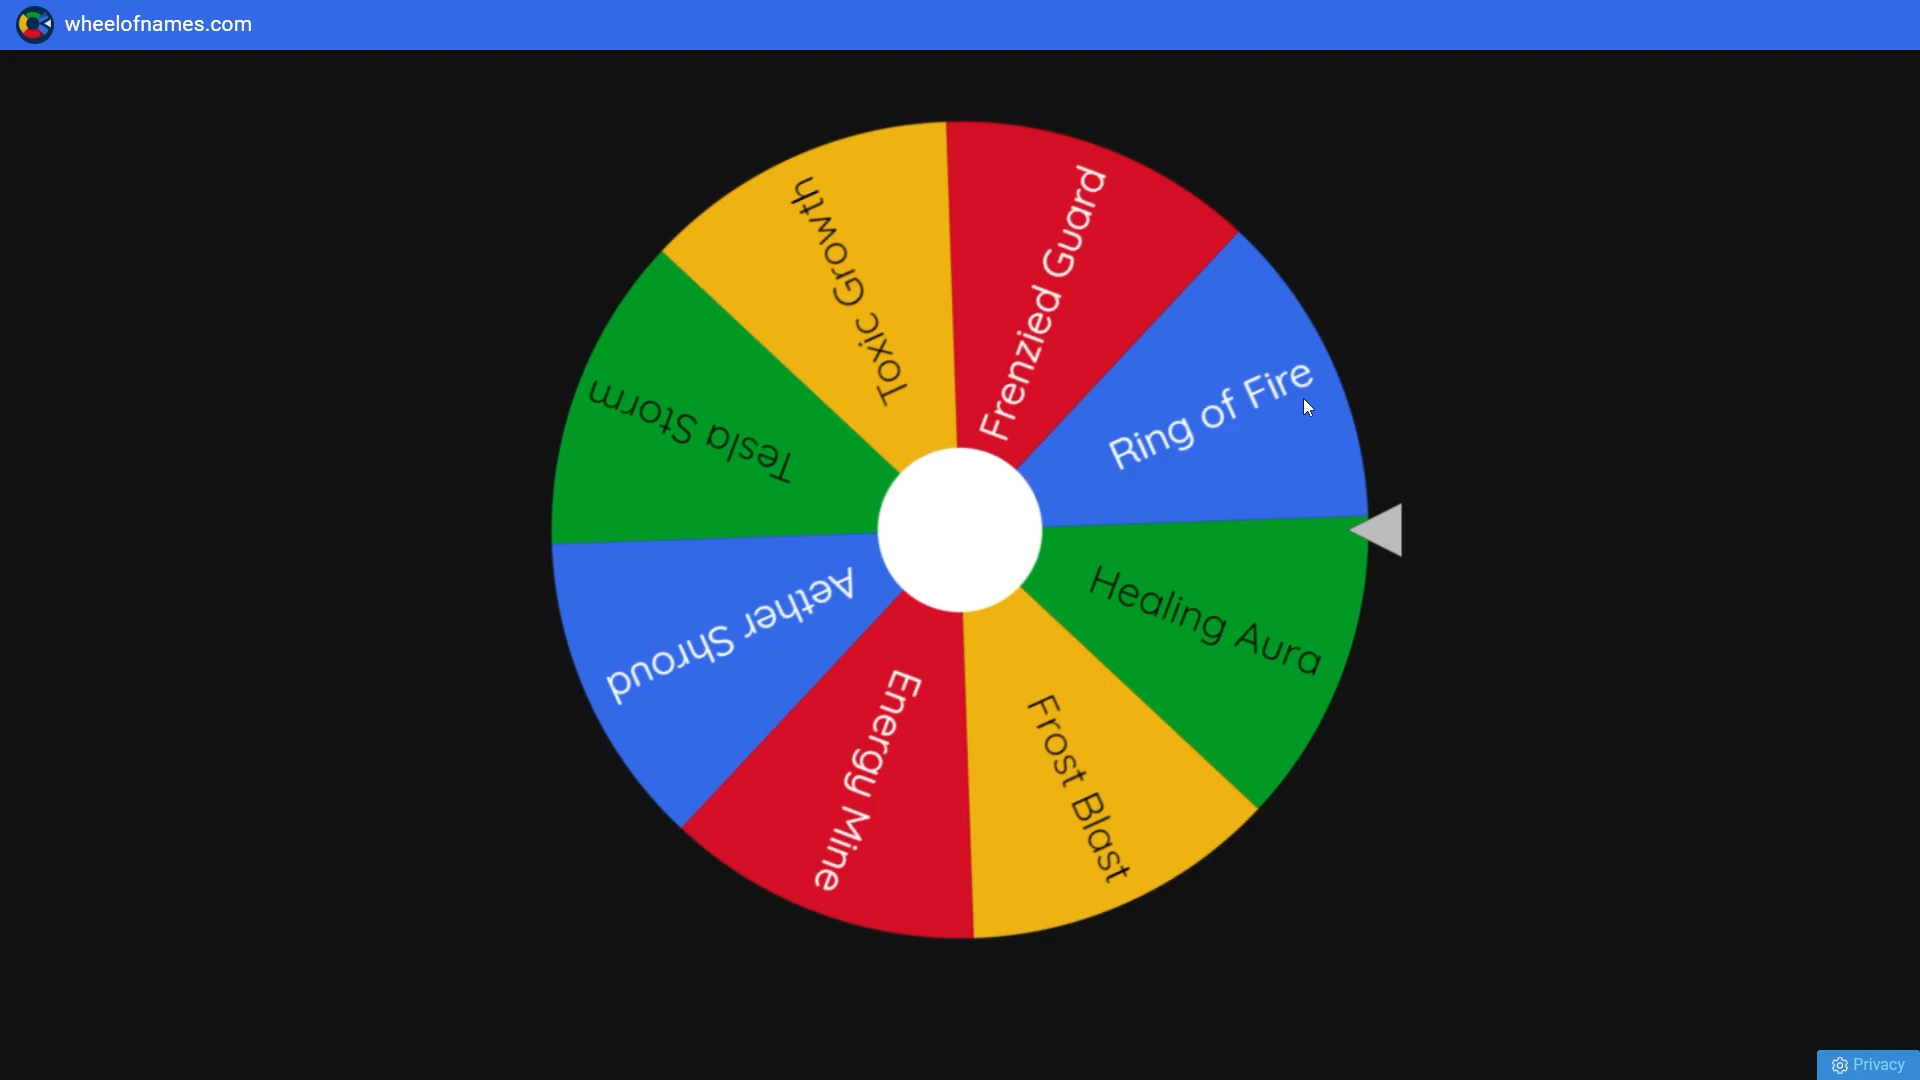 wheelofnames.com
Frenzied Guard
Ring of Fire
Healing Aura
Frost Blast
Energy Mine
Aether Shroud
Tesla Storm
Toxic Growth
Privacy